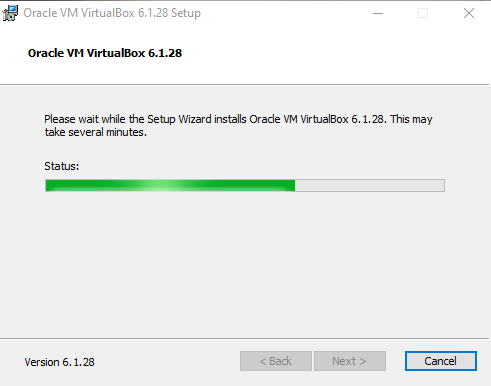 Oracle VM VirtualBox 6.1.28 Setup
Oracle VM VirtualBox 6.1.28
Please wait while the Setup Wizard installs Oracle VM VirtualBox 6.1.28. This may
take several minutes.
Status:
Version 6.1.28
< Back
Next >
Cancel